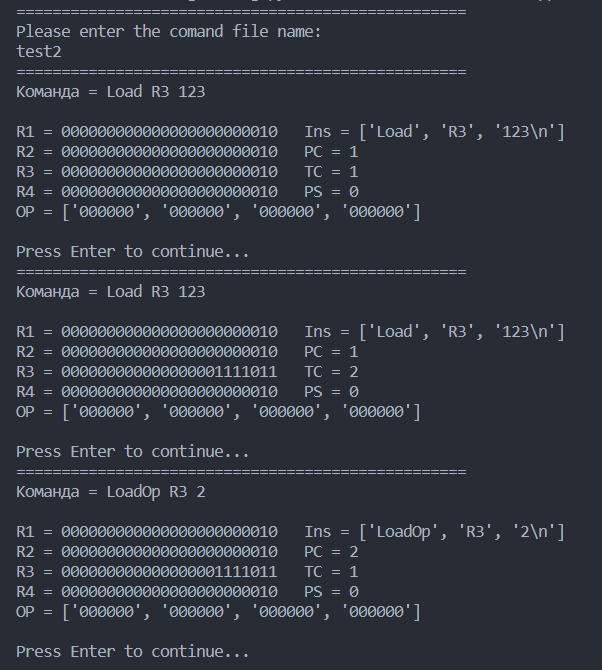 ==================================================
Please enter the comand file name:
test2
==================================================
Команда = Load R3 123
R1 = 000000000000000000000010 Ins = ['Load', 'R3', '123\n']
R2 = 000000000000000000000010 PC = 1
R3 = 000000000000000000000010 TC = 1
R4 = 000000000000000000000010 PS = 0
OP = ['000000', '000000', '000000', '000000']
Press Enter to continue...
==================================================
Команда = Load R3 123
R1 = 000000000000000000000010 Ins = ['Load', 'R3', '123\n']
R2 = 000000000000000000000010 PC = 1
R3 = 000000000000000001111011 TC = 2
R4 = 000000000000000000000010 PS = 0
OP = ['000000', '000000', '000000', '000000']
Press Enter to continue...
==================================================
Команда = LoadOp R3 2
R1 = 000000000000000000000010 Ins = ['LoadOp', 'R3', '2\n']
R2 = 000000000000000000000010 PC = 2
R3 = 000000000000000001111011 TC = 1
R4 = 000000000000000000000010 PS = 0
OP = ['000000', '000000', '000000', '000000']
Press Enter to continue...